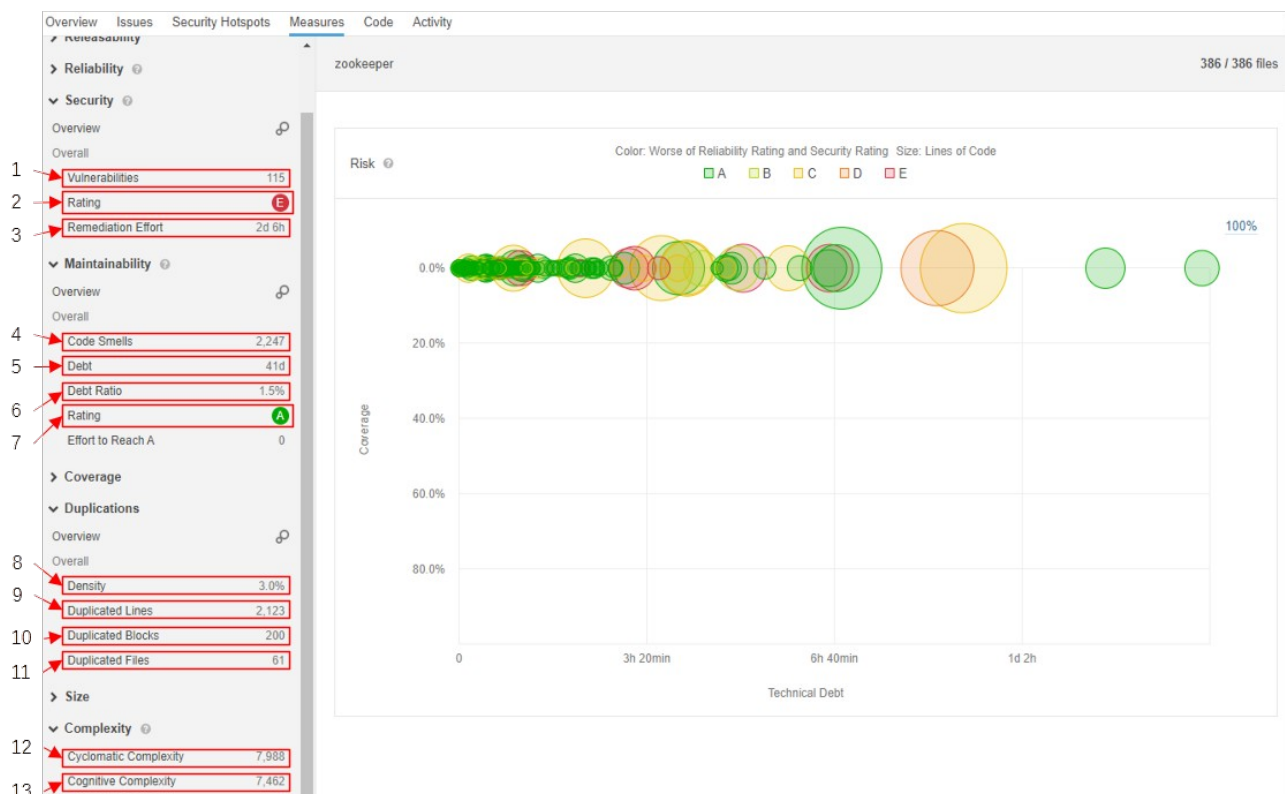 Overview Issues Security Hotspots Measures Code Activity
Releasability
Reliability
Security
Overview
Overall
1 Vulnerabilities 115
2 Rating E
3 Remediation Effort 2d 6h
Maintainability
Overview
Overall
4 Code Smells 2,247
5 Debt 41d
6 Debt Ratio 1.5%
7 Rating A
Effort to Reach A 0
Coverage
Duplications
Overview
Overall
8 Density 3.0%
9 Duplicated Lines 2,123
10 Duplicated Blocks 200
11 Duplicated Files 61
Size
Complexity
12 Cyclomatic Complexity 7,988
13 Cognitive Complexity 7,462
zookeeper 386 / 386 files
Risk
Color: Worse of Reliability Rating and Security Rating Size: Lines of Code
A B C D E
100%
0.0%
20.0%
40.0%
60.0%
80.0%
Coverage
0 3h 20min 6h 40min 1d 2h
Technical Debt